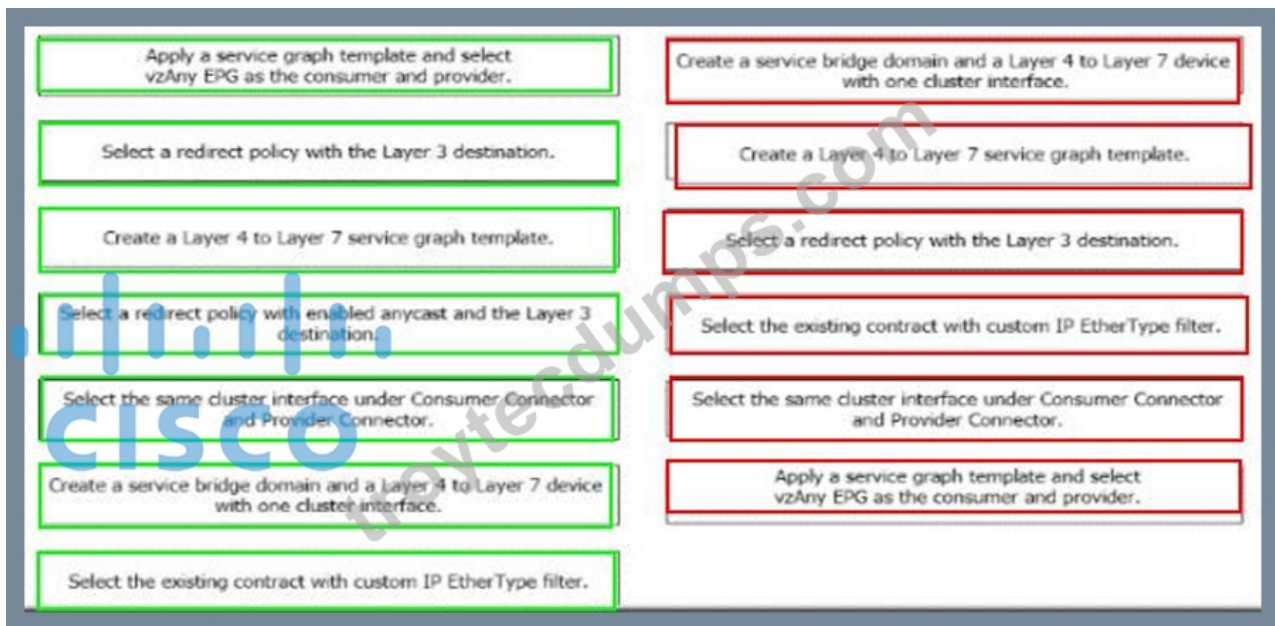 Apply a service graph template and select
vzAny EPG as the consumer and provider.
Select a redirect policy with the Layer 3 destination.
Create a Layer 4 to Layer 7 service graph template.
Select a redirect policy with enabled anycast and the Layer 3
destination.
Select the same cluster interface under Consumer Connector
and Provider Connector.
Create a service bridge domain and a Layer 4 to Layer 7 device
with one cluster interface.
Select the existing contract with custom IP EtherType filter.
Create a service bridge domain and a Layer 4 to Layer 7 device
with one cluster interface.
Create a Layer 4 to Layer 7 service graph template.
Select a redirect policy with the Layer 3 destination.
Select the existing contract with custom IP EtherType filter.
Select the same cluster interface under Consumer Connector
and Provider Connector.
Apply a service graph template and select
vzAny EPG as the consumer and provider.
CISCO
troytecdumps.com